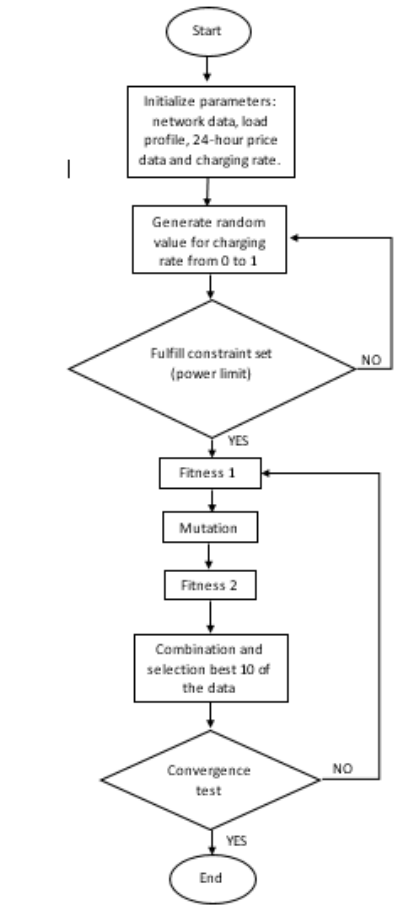 Start
Initialize parameters:
network data, load
profile, 24-hour price
data and charging rate.
Generate random
value for charging
rate from 0 to 1
Fulfill constraint set
(power limit)
NO
YES
Fitness 1
Mutation
Fitness 2
Combination and
selection best 10 of
the data
Convergence
test
NO
YES
End